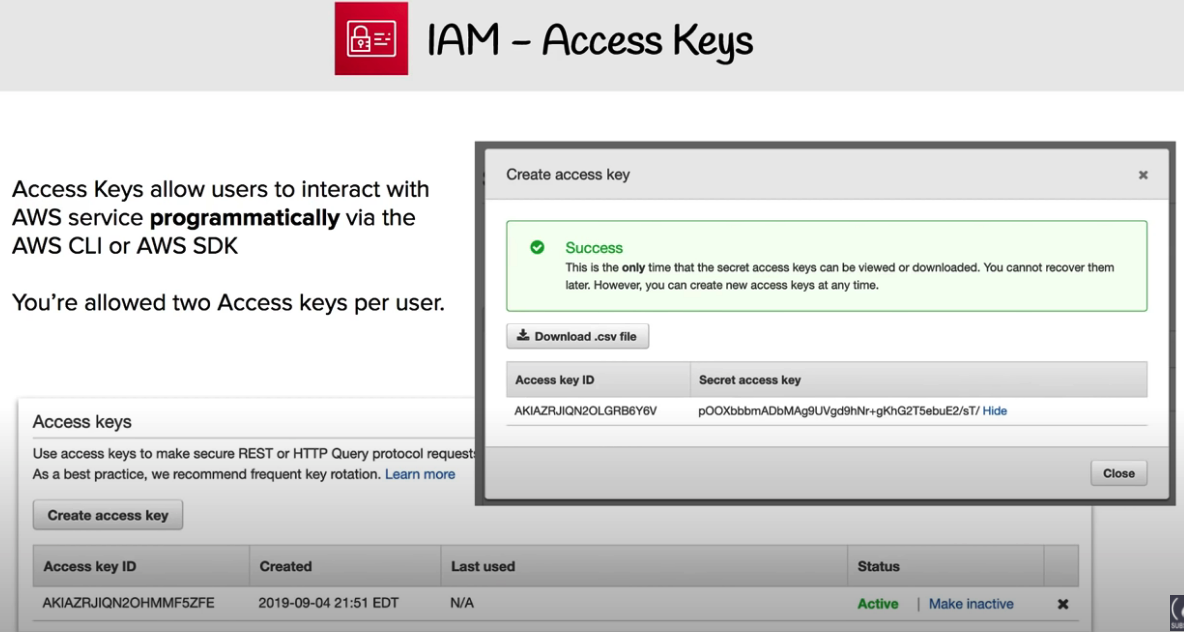 IAM – Access Keys
Access Keys allow users to interact with
AWS service programmatically via the
AWS CLI or AWS SDK
You're allowed two Access keys per user.
Create access key
Success
This is the only time that the secret access keys can be viewed or downloaded. You cannot recover them
later. However, you can create new access keys at any time.
Download .csv file
Access key ID Secret access key
AKIAZRJIQN2OLGRB6Y6V pOOXbbbmADbMAg9UVgd9hNr+gKhG2T5ebuE2/sT/ Hide
Close
Access keys
Use access keys to make secure REST or HTTP Query protocol requests
As a best practice, we recommend frequent key rotation. Learn more
Create access key
Access key ID Created Last used Status
AKIAZRJIQN2OHMMF5ZFE 2019-09-04 21:51 EDT N/A Active | Make inactive